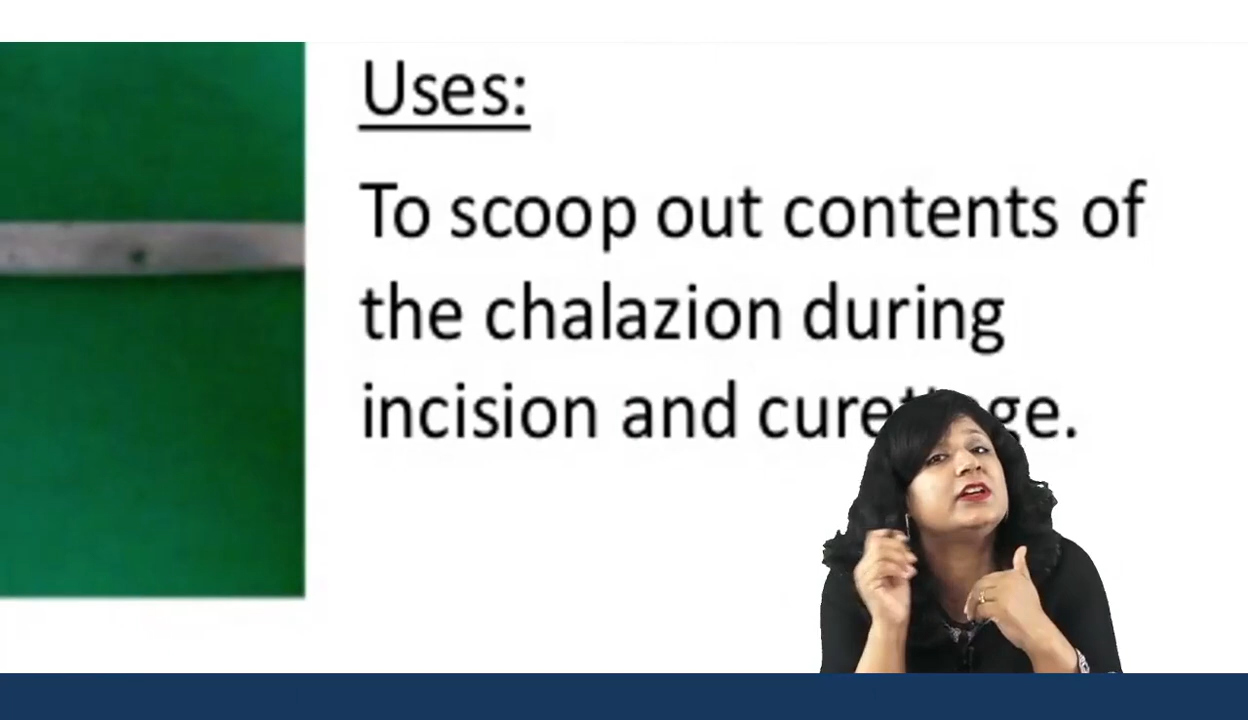 Uses:
To scoop out contents of
the chalazion during
incision and curettage.